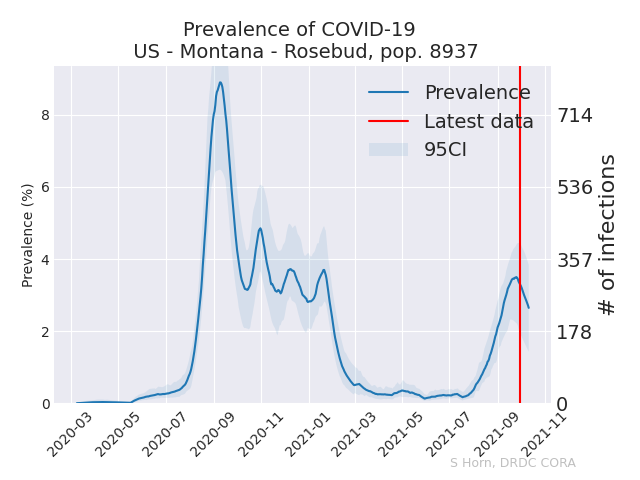 Prevalence of COVID-19
US - Montana - Rosebud, pop. 8937
Prevalence
Latest data
95CI
Prevalence (%)
8
6
4
2
0
714
536
357
178
0
# of infections
2020-03
2020-05
2020-07
2020-09
2020-11
2021-01
2021-03
2021-05
2021-07
2021-09
2021-11
S Horn, DRDC CORA